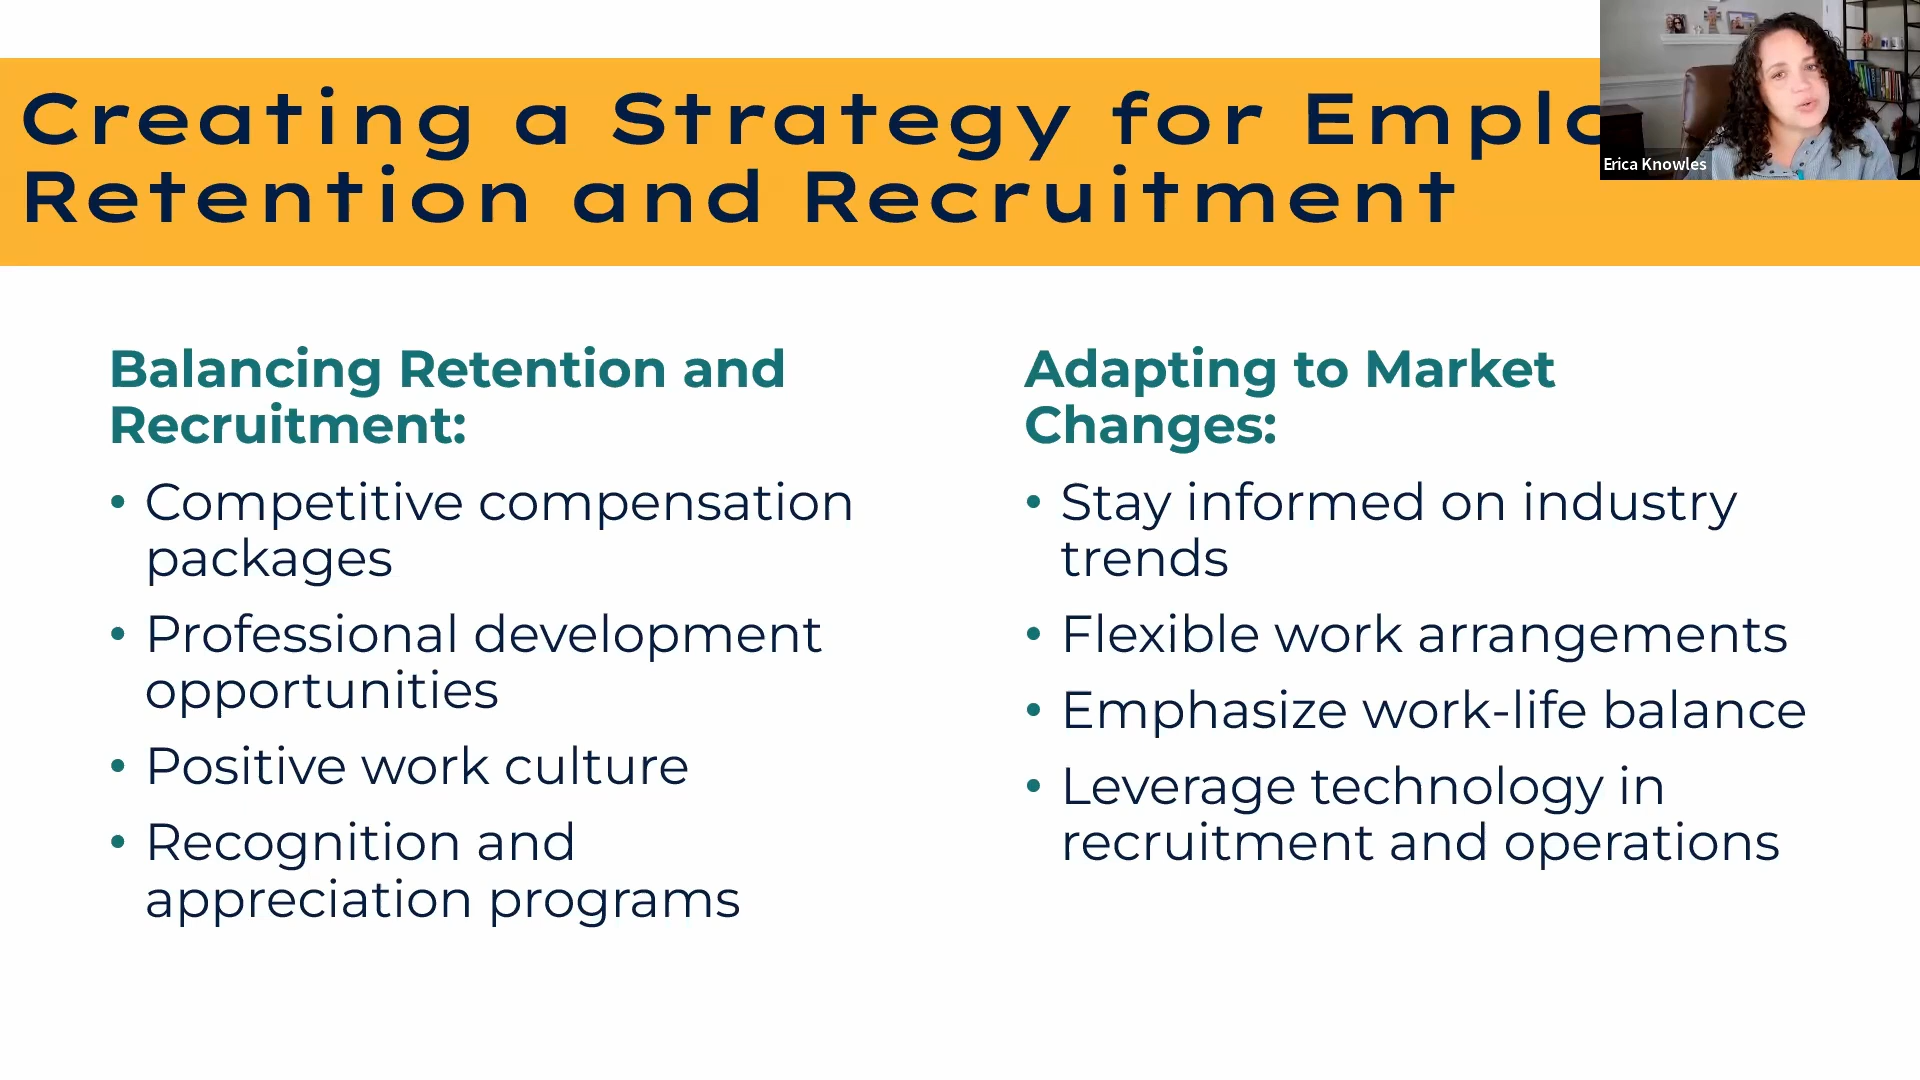 Creating a Strategy for Emplo
Retention and Recruitment
Erica Knowles
Balancing Retention and
Recruitment:
• Competitive compensation
packages
• Professional development
opportunities
• Positive work culture
• Recognition and
appreciation programs
Adapting to Market
Changes:
• Stay informed on industry
trends
• Flexible work arrangements
• Emphasize work-life balance
• Leverage technology in
recruitment and operations